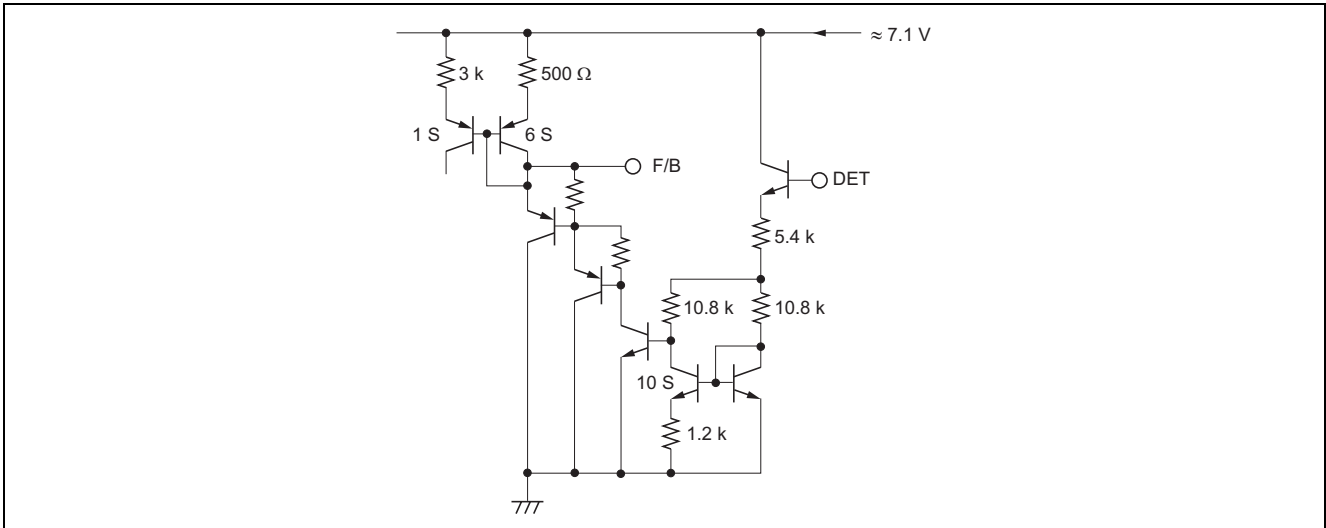 ≈ 7.1 V
3 k
500 Ω
1 S
6 S
F/B
DET
5.4 k
10.8 k
10.8 k
10 S
1.2 k